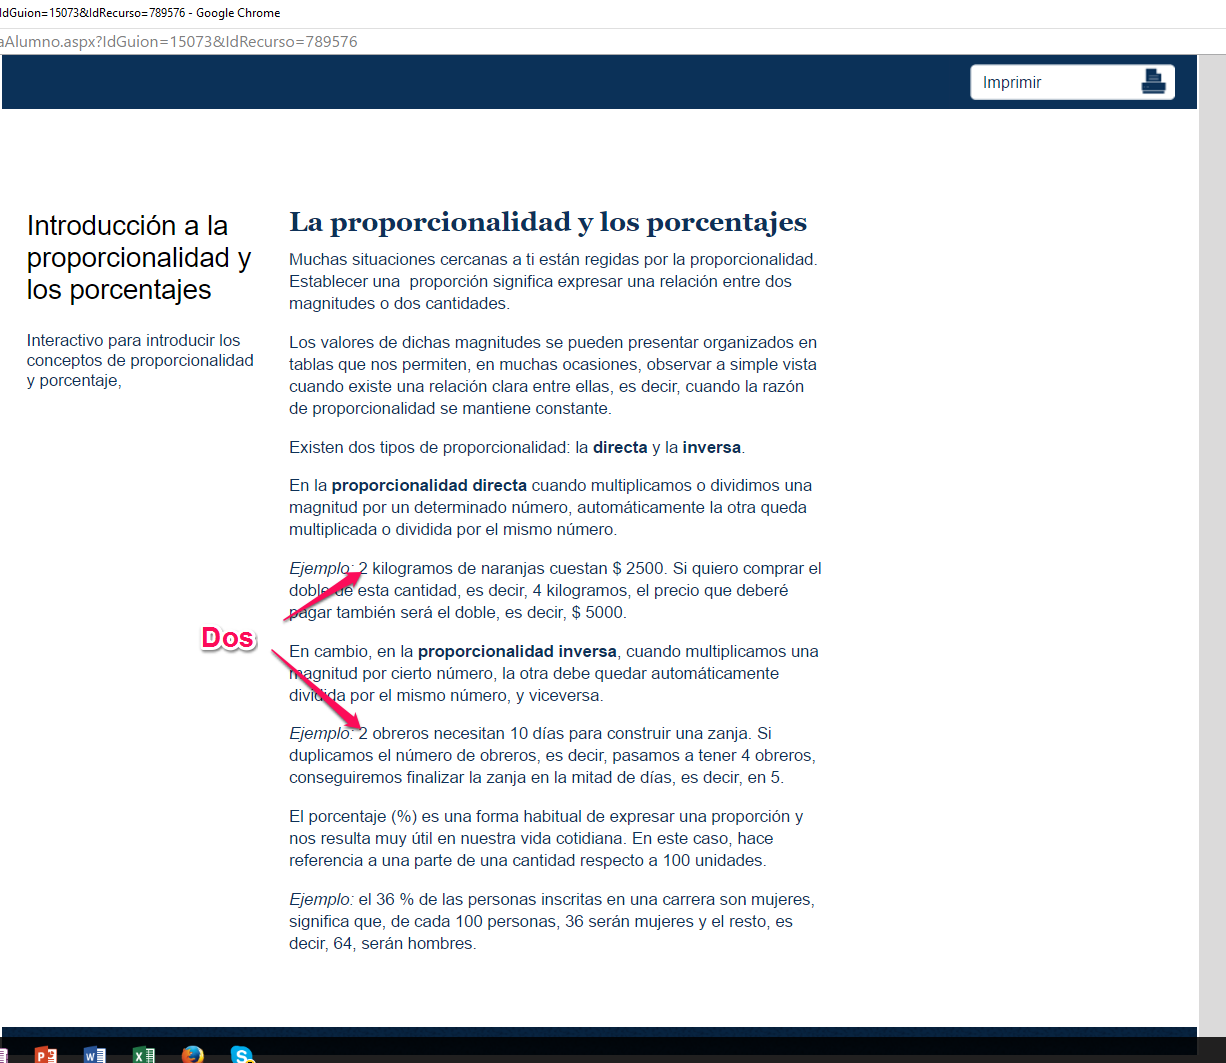 IdGuion=15073&IdRecurso=789576 - Google Chrome
aAlumno.aspx?IdGuion=15073&IdRecurso=789576
Imprimir
Introducción a la
proporcionalidad y
los porcentajes
Interactivo para introducir los
conceptos de proporcionalidad
y porcentaje,
La proporcionalidad y los porcentajes
Muchas situaciones cercanas a ti están regidas por la proporcionalidad.
Establecer una  proporción significa expresar una relación entre dos
magnitudes o dos cantidades.
Los valores de dichas magnitudes se pueden presentar organizados en
tablas que nos permiten, en muchas ocasiones, observar a simple vista
cuando existe una relación clara entre ellas, es decir, cuando la razón
de proporcionalidad se mantiene constante.
Existen dos tipos de proporcionalidad: la directa y la inversa.
En la proporcionalidad directa cuando multiplicamos o dividimos una
magnitud por un determinado número, automáticamente la otra queda
multiplicada o dividida por el mismo número.
Ejemplo: 2 kilogramos de naranjas cuestan $ 2500. Si quiero comprar el
doble de esta cantidad, es decir, 4 kilogramos, el precio que deberé
pagar también será el doble, es decir, $ 5000.
Dos
En cambio, en la proporcionalidad inversa, cuando multiplicamos una
magnitud por cierto número, la otra debe quedar automáticamente
dividida por el mismo número, y viceversa.
Ejemplo: 2 obreros necesitan 10 días para construir una zanja. Si
duplicamos el número de obreros, es decir, pasamos a tener 4 obreros,
conseguiremos finalizar la zanja en la mitad de días, es decir, en 5.
El porcentaje (%) es una forma habitual de expresar una proporción y
nos resulta muy útil en nuestra vida cotidiana. En este caso, hace
referencia a una parte de una cantidad respecto a 100 unidades.
Ejemplo: el 36 % de las personas inscritas en una carrera son mujeres,
significa que, de cada 100 personas, 36 serán mujeres y el resto, es
decir, 64, serán hombres.